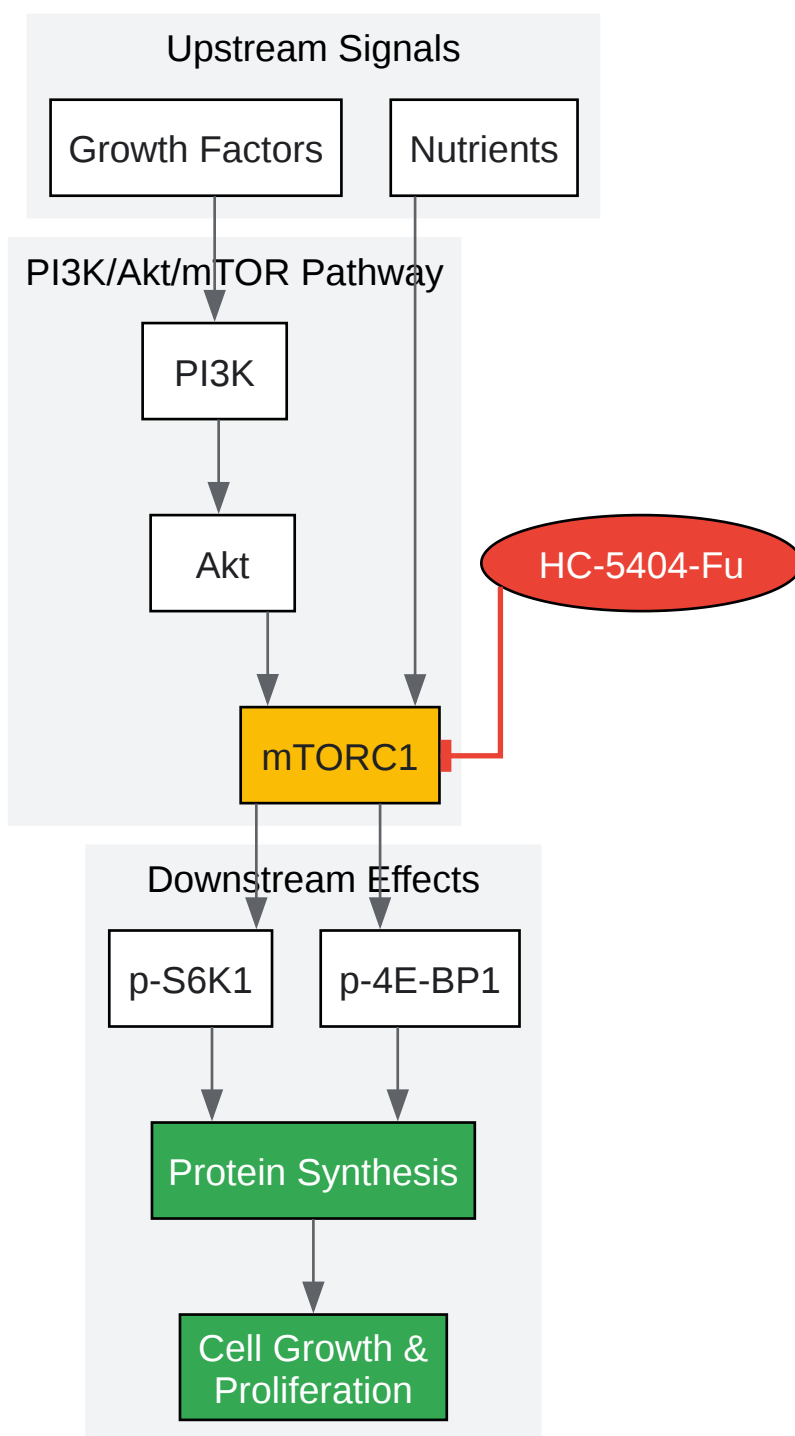 Upstream Signals
Growth Factors
Nutrients
PI3K/Akt/mTOR Pathway
PI3K
Akt
HC-5404-Fu
mTORC1
Downstream Effects
p-S6K1
p-4E-BP1
Protein Synthesis
Cell Growth &
Proliferation